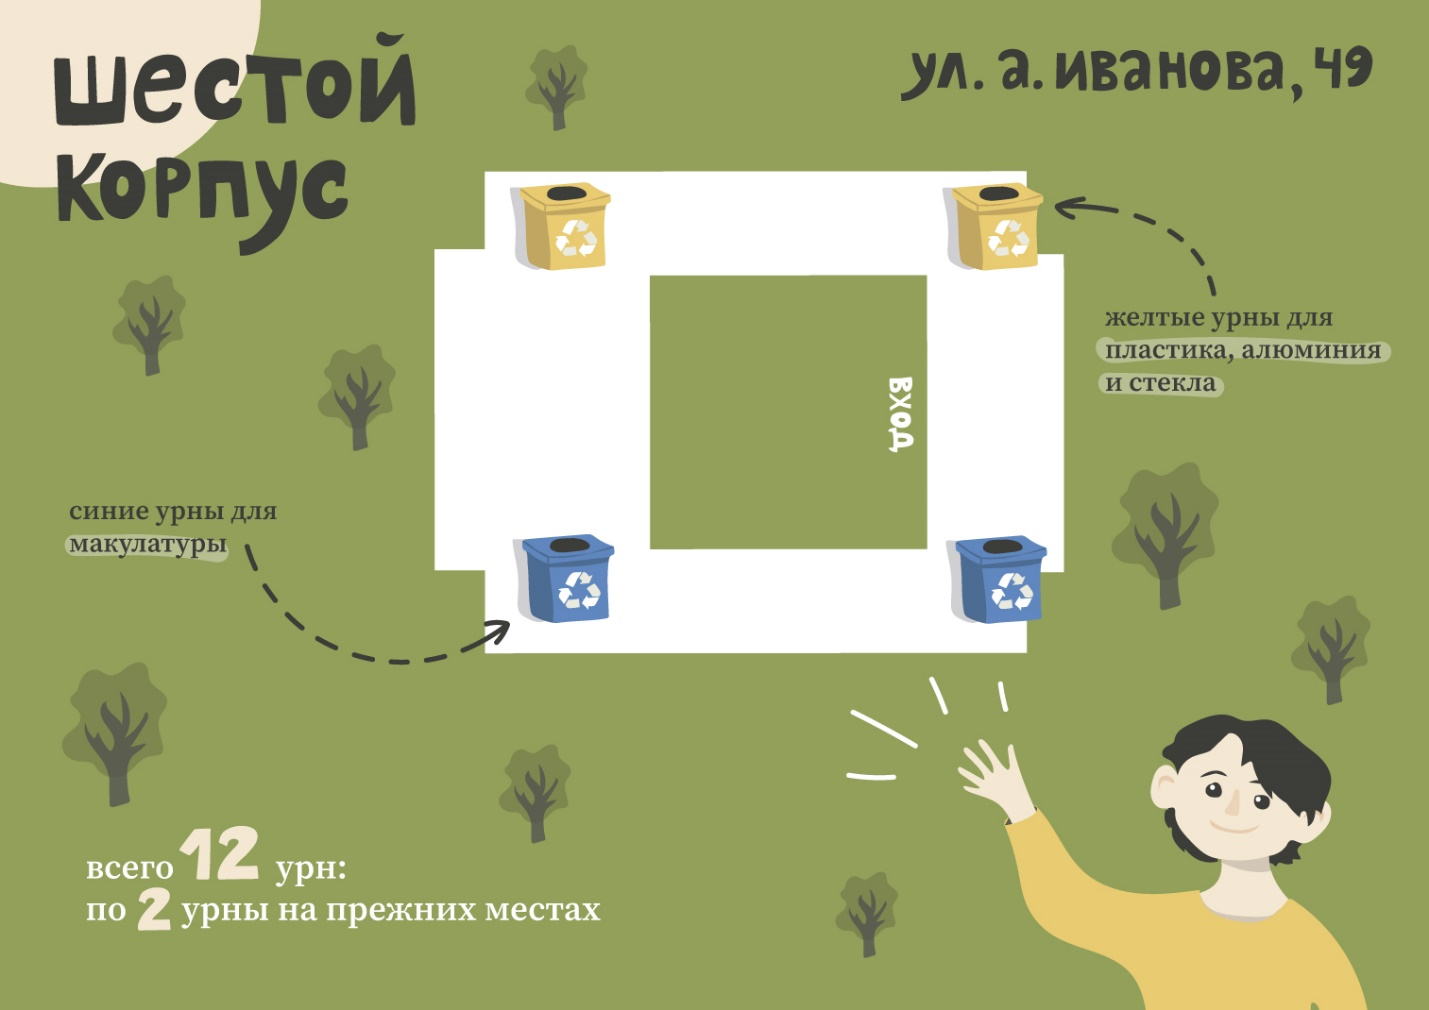 шестой
корпус
ул. а. иванова, 49
желтые урны для
пластика, алюминия
и стекла
вход
синие урны для
макулатуры
всего 12 урн:
по 2 урны на прежних местах